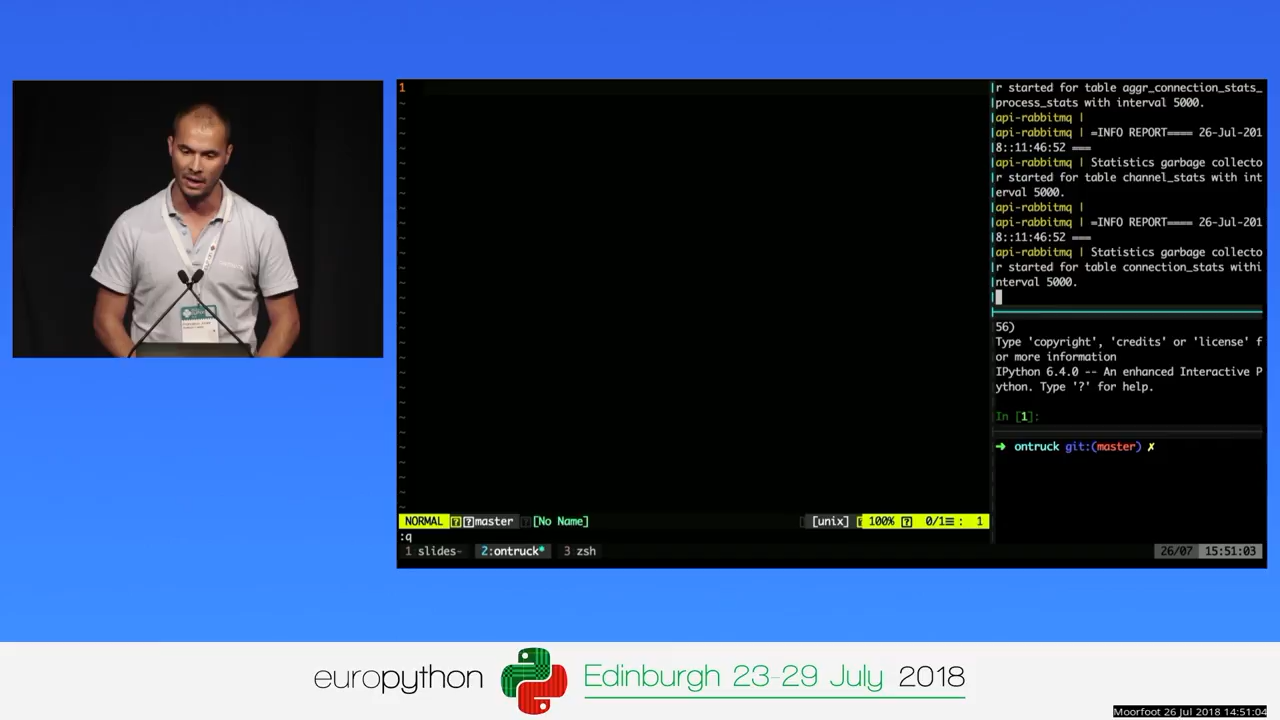 1
r started for table aggr_connection_stats_
process_stats with interval 5000.
api-rabbitmq |
api-rabbitmq | =INFO REPORT==== 26-Jul-201
8::11:46:52 ===
api-rabbitmq | Statistics garbage collecto
r started for table channel_stats with int
erval 5000.
api-rabbitmq |
api-rabbitmq | =INFO REPORT==== 26-Jul-201
8::11:46:52 ===
api-rabbitmq | Statistics garbage collecto
r started for table connection_stats withi
nterval 5000.
56)
Type 'copyright', 'credits' or 'license' f
or more information
IPython 6.4.0 -- An enhanced Interactive P
ython. Type '?' for help.
In [1]:
➜ ontruck git:(master) ✗
NORMAL master [No Name] [unix] 100% 0/1☰ : 1
:q
1 slides- 2:ontruck* 3 zsh 26/07 15:51:03
europython Edinburgh 23-29 July 2018
Moorfoot 26 Jul 2018 14:51:04